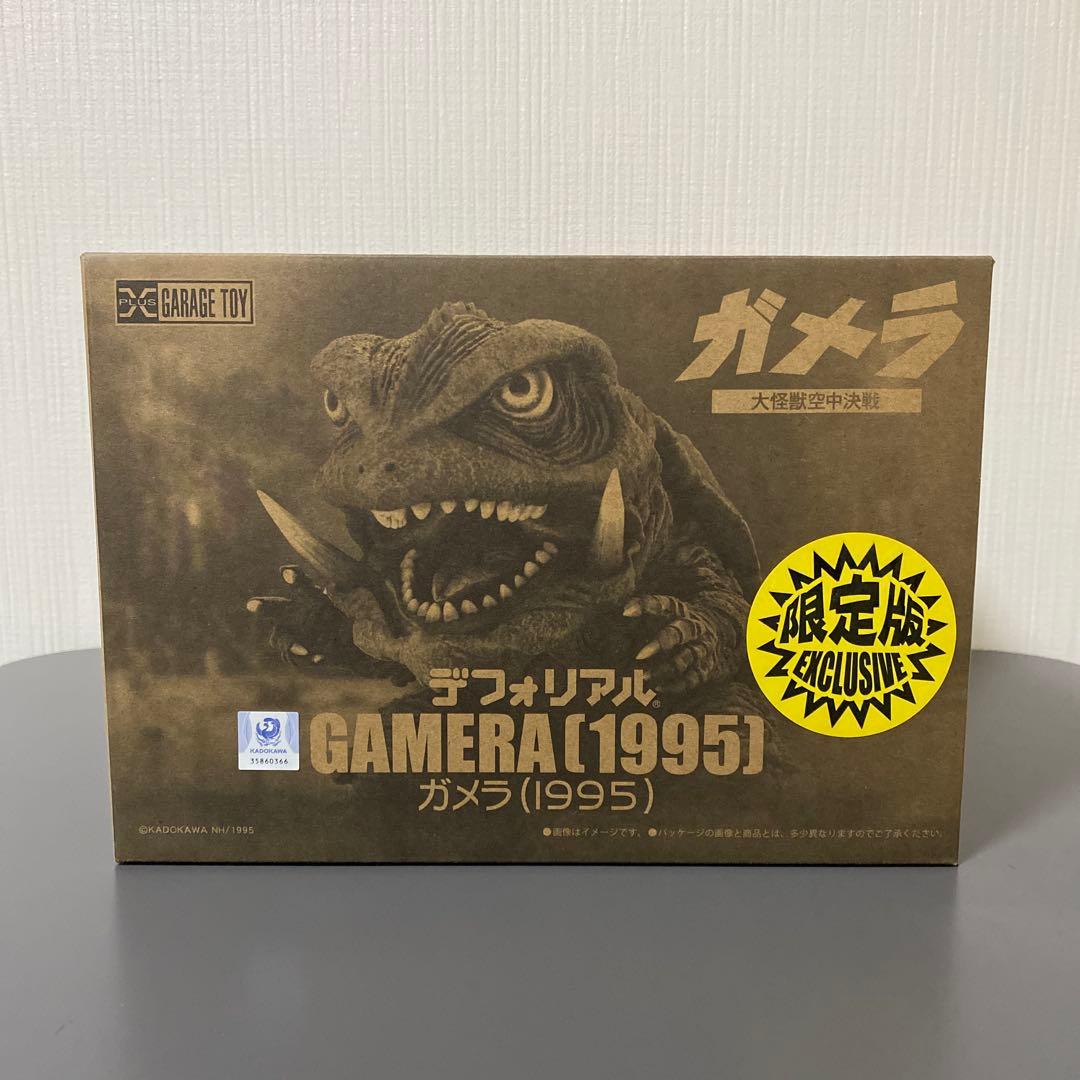 X PLUS GARAGE TOY
ガメラ
大怪獣空中決戦
限定版
EXCLUSIVE
デフォリアル®
GAMERA(1995)
ガメラ(1995)
KADOKAWA
35860366
©KADOKAWA NH/1995
●画像はイメージです。●パッケージの画像と商品とは、多少異なりますのでご了承ください。